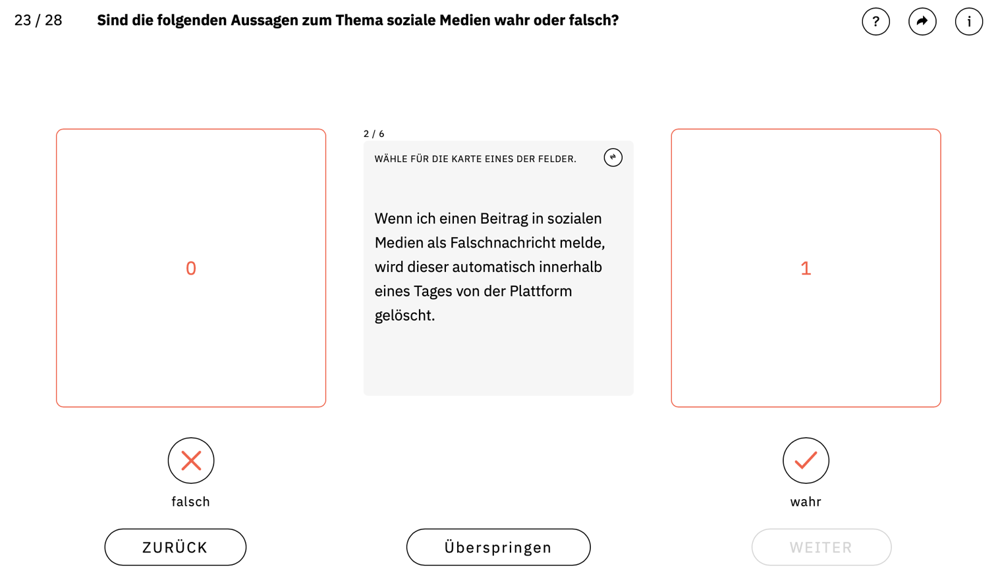 23 / 28
Sind die folgenden Aussagen zum Thema soziale Medien wahr oder falsch?
?
i
2 / 6
WÄHLE FÜR DIE KARTE EINES DER FELDER.
Wenn ich einen Beitrag in sozialen
Medien als Falschnachricht melde,
wird dieser automatisch innerhalb
eines Tages von der Plattform
gelöscht.
0
1
falsch
wahr
ZURÜCK
Überspringen
WEITER